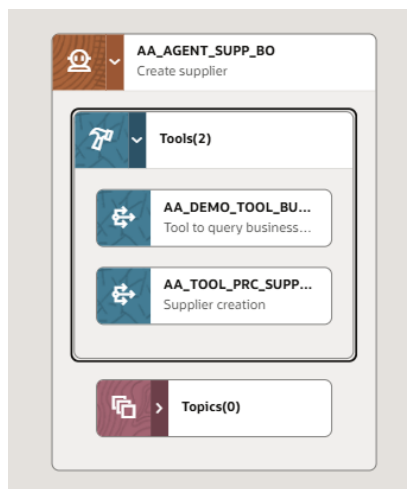 AA_AGENT_SUPP_BO
Create supplier
Tools(2)
AA_DEMO_TOOL_BU...
Tool to query business...
AA_TOOL_PRC_SUPP...
Supplier creation
Topics(0)